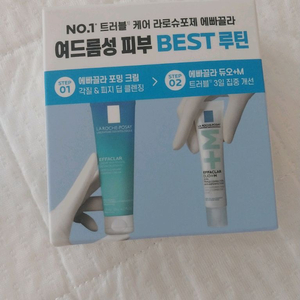 NO.1* 트러블* 케어 라로슈포제 에빠끌라
여드름성 피부 BEST 루틴
STEP 01
에빠끌라 포밍 크림
각질 & 피지 딥 클렌징
STEP 02
에빠끌라 듀오+M
트러블* 3일 집중 개선
LA ROCHE-POSAY
EFFACLAR
LA ROCHE-POSAY
+M
EFFACLAR